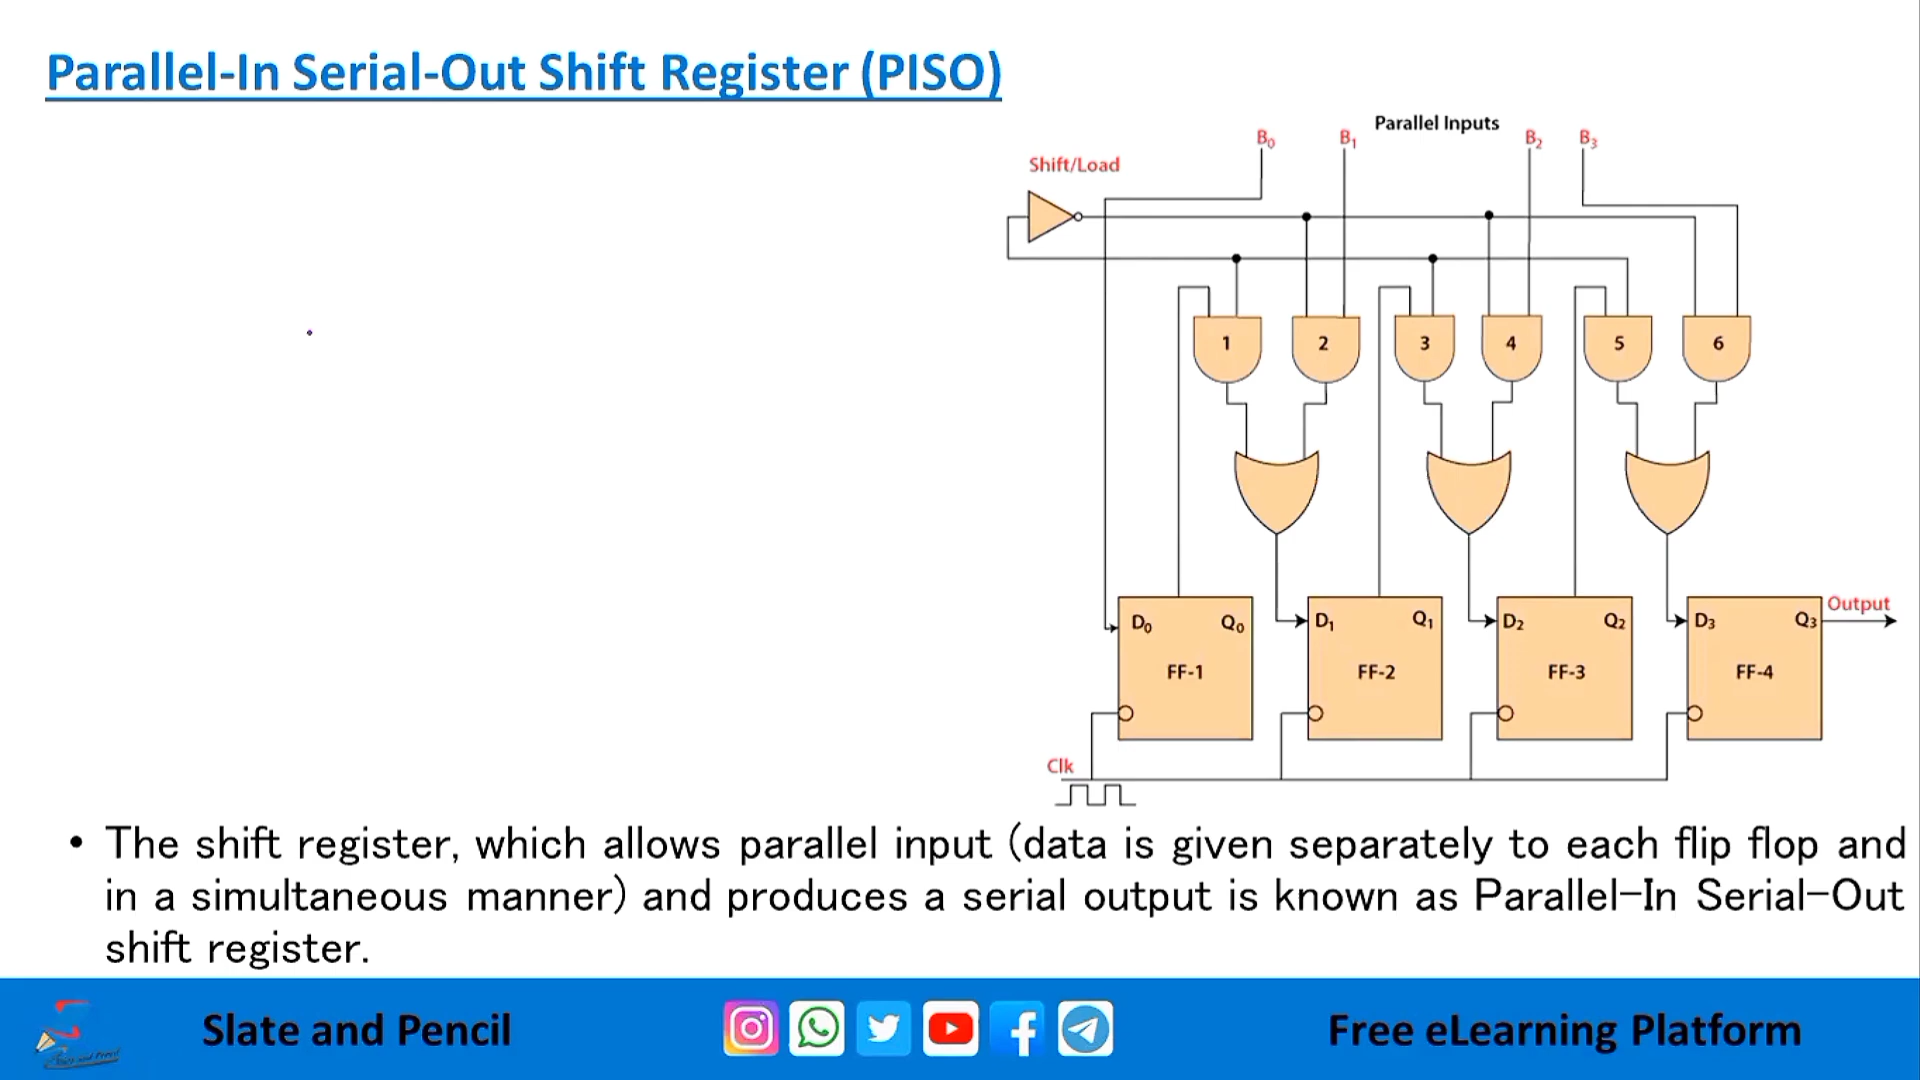 Parallel-In Serial-Out Shift Register (PISO)
Parallel Inputs
B0 B1 B2 B3
Shift/Load
1 2 3 4 5 6
Output
D0 Q0 D1 Q1 D2 Q2 D3 Q3
FF-1 FF-2 FF-3 FF-4
Clk
• The shift register, which allows parallel input (data is given separately to each flip flop and
in a simultaneous manner) and produces a serial output is known as Parallel-In Serial-Out
shift register.
Slate and Pencil
Free eLearning Platform